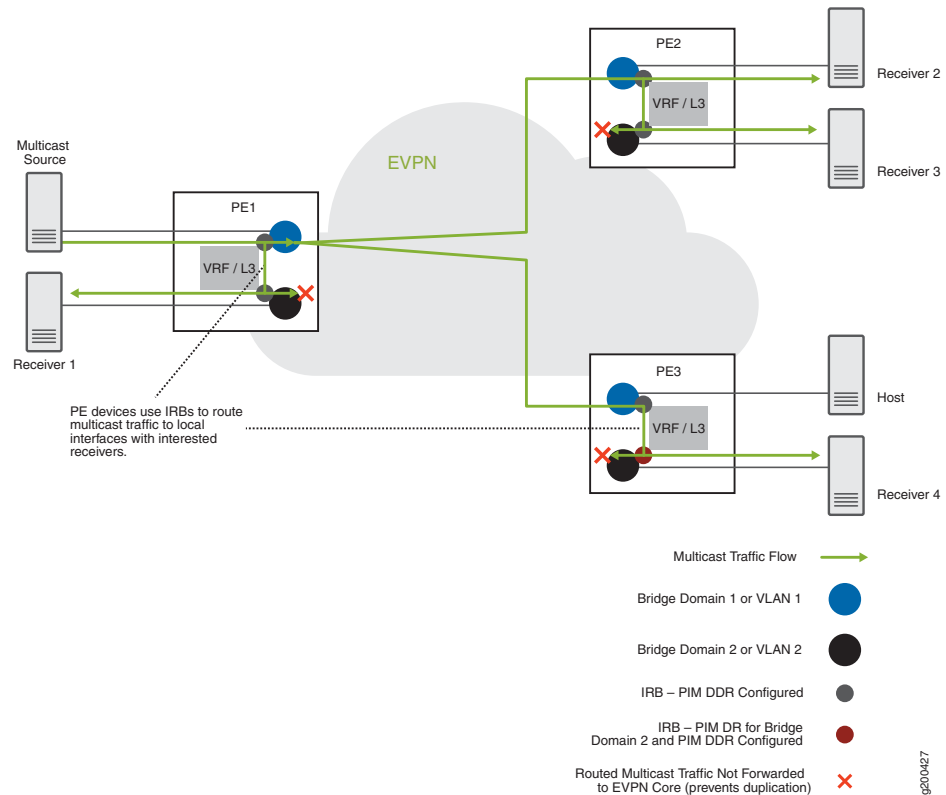 PE2
Receiver 2
VRF / L3
Receiver 3
Multicast
Source
EVPN
PE1
VRF / L3
Receiver 1
PE3
Host
VRF / L3
Receiver 4
PE devices use IRBs to route
multicast traffic to local
interfaces with interested
receivers.
Multicast Traffic Flow
Bridge Domain 1 or VLAN 1
Bridge Domain 2 or VLAN 2
IRB – PIM DDR Configured
IRB – PIM DR for Bridge
Domain 2 and PIM DDR Configured
Routed Multicast Traffic Not Forwarded
to EVPN Core (prevents duplication)
g200427